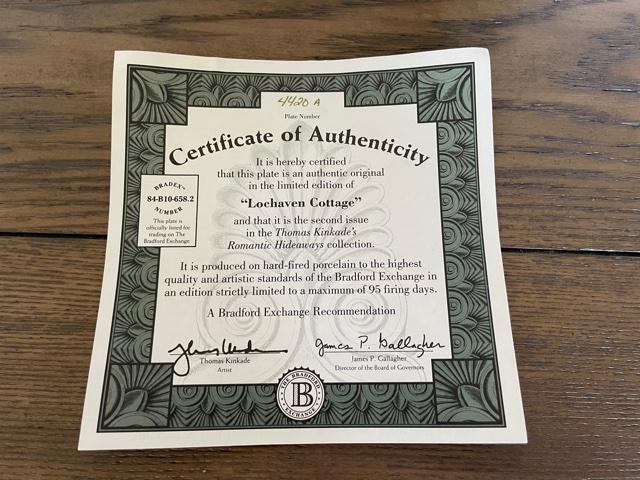 4420 A
Plate Number
Certificate of Authenticity
It is hereby certified
that this plate is an authentic original
in the limited edition of
“Lochaven Cottage”
and that it is the second issue
in the Thomas Kinkade's
Romantic Hideaways collection.
BRADEX™
84-B10-658.2
NUMBER
This plate is
officially listed for
trading on The
Bradford Exchange
It is produced on hard-fired porcelain to the highest
quality and artistic standards of the Bradford Exchange in
an edition strictly limited to a maximum of 95 firing days.
A Bradford Exchange Recommendation
Thomas Kinkade
Artist
James P. Gallagher
James P. Gallagher
Director of the Board of Governors
THE BRADFORD
B
EXCHANGE